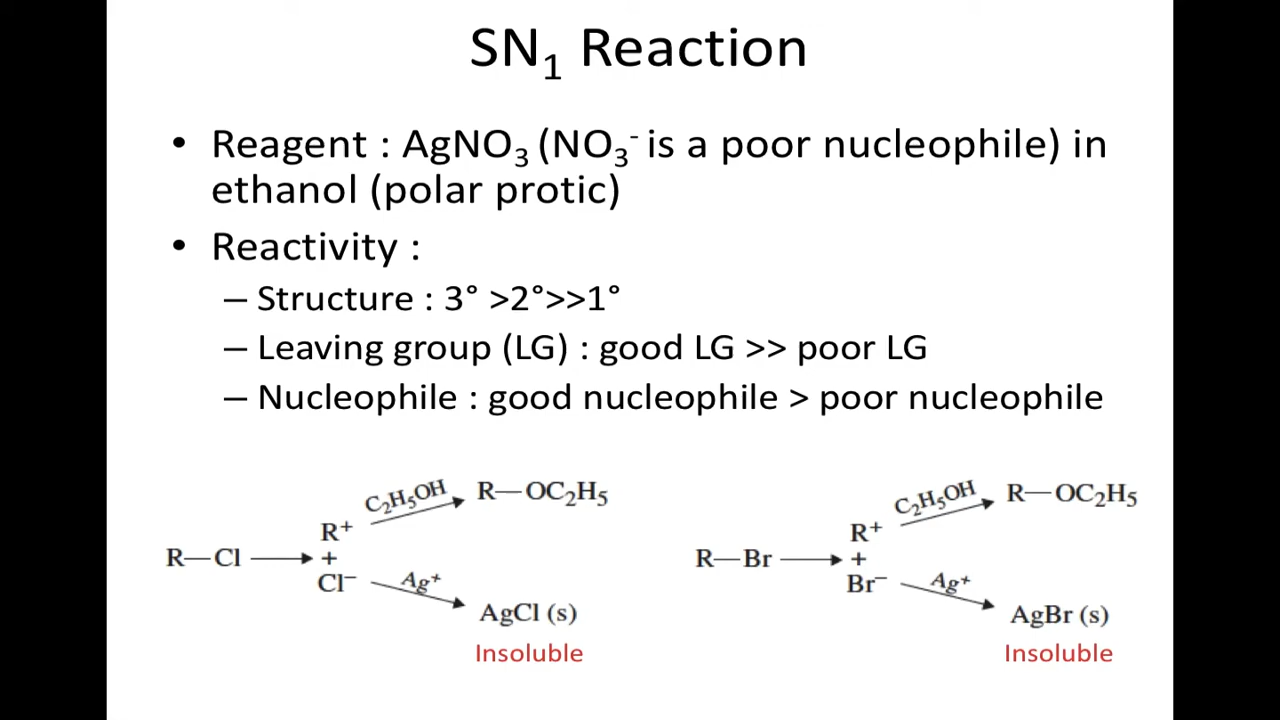 SN₁ Reaction
• Reagent : AgNO₃ (NO₃⁻ is a poor nucleophile) in
ethanol (polar protic)
• Reactivity :
– Structure : 3° >2°>>1°
– Leaving group (LG) : good LG >> poor LG
– Nucleophile : good nucleophile > poor nucleophile
R—Cl
R⁺
+
Cl⁻
C₂H₅OH
R—OC₂H₅
Ag⁺
AgCl (s)
Insoluble
R—Br
R⁺
+
Br⁻
C₂H₅OH
R—OC₂H₅
Ag⁺
AgBr (s)
Insoluble